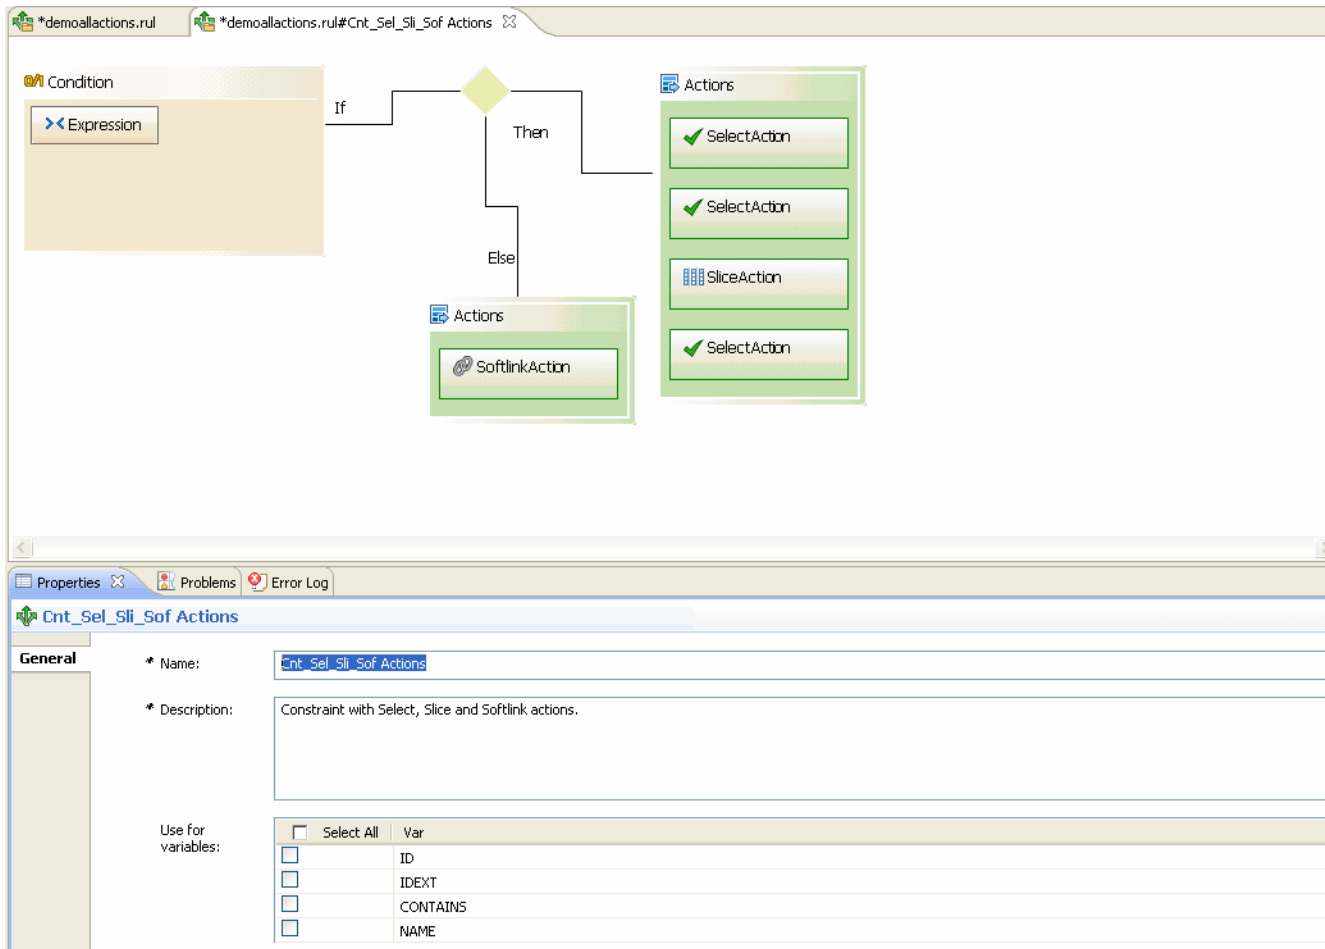 *demoallactions.rul
*demoallactions.rul#Cnt_Sel_Sli_Sof Actions
0/1 Condition
Expression
If
Then
Else
Actions
SelectAction
SelectAction
SliceAction
SelectAction
Actions
SoftlinkAction
Properties
Problems
Error Log
Cnt_Sel_Sli_Sof Actions
General
* Name:
Cnt_Sel_Sli_Sof Actions
* Description:
Constraint with Select, Slice and Softlink actions.
Use for
variables:
Select All
Var
ID
IDEXT
CONTAINS
NAME